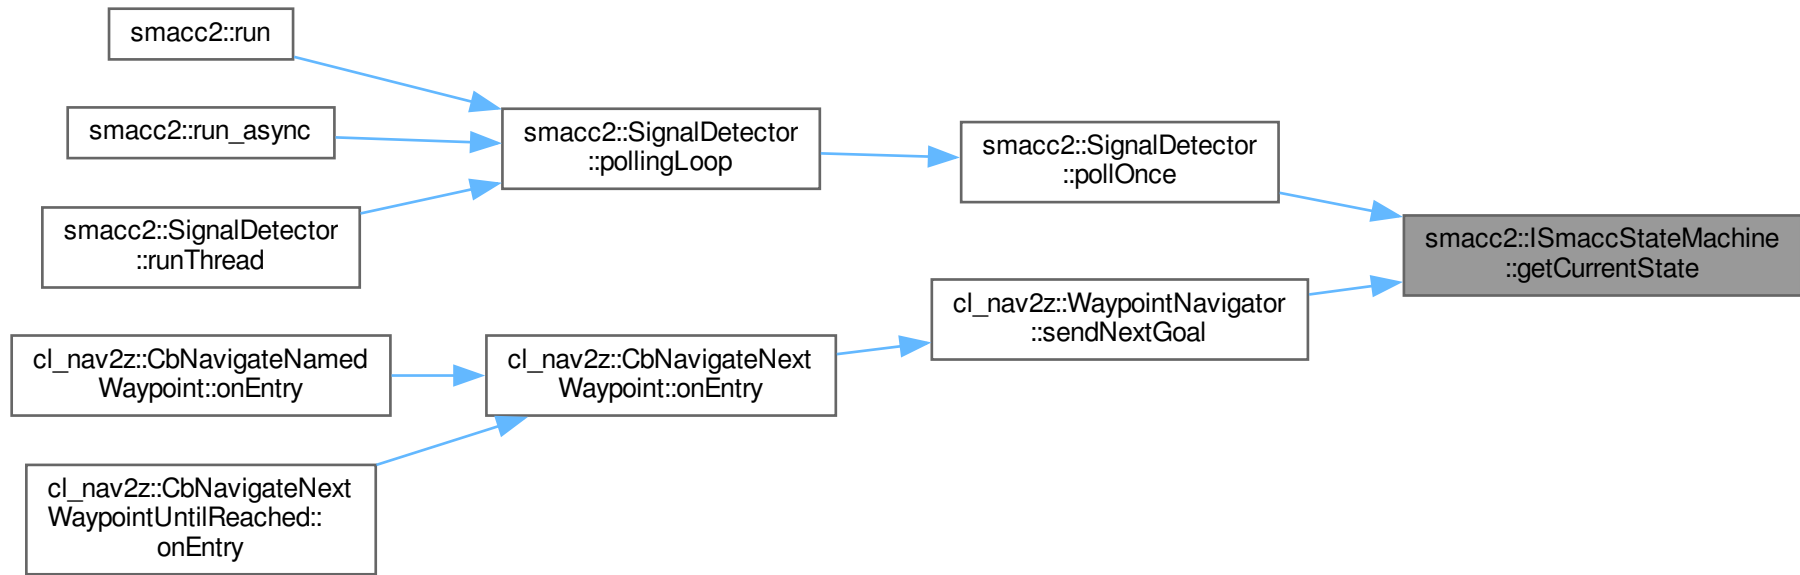 smacc2::run
smacc2::run_async
smacc2::SignalDetector
::runThread
smacc2::SignalDetector
::pollingLoop
smacc2::SignalDetector
::pollOnce
smacc2::ISmaccStateMachine
::getCurrentState
cl_nav2z::WaypointNavigator
::sendNextGoal
cl_nav2z::CbNavigateNext
Waypoint::onEntry
cl_nav2z::CbNavigateNamed
Waypoint::onEntry
cl_nav2z::CbNavigateNext
WaypointUntilReached::
onEntry